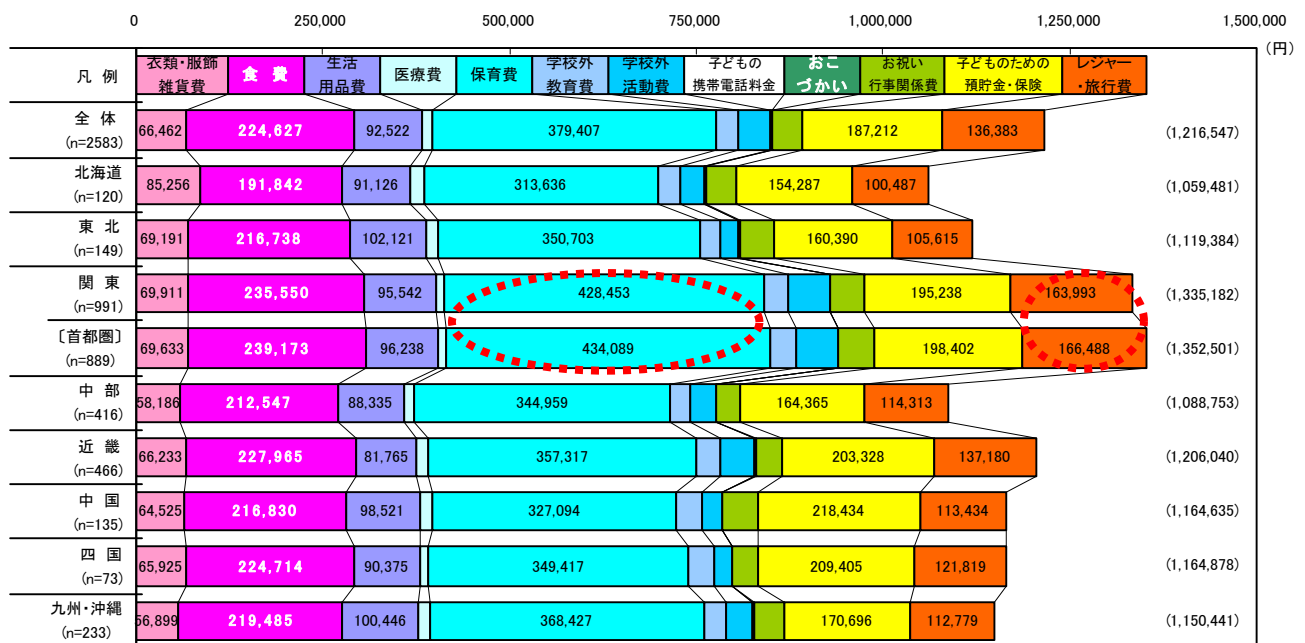 0 250,000 500,000 750,000 1,000,000 1,250,000 1,500,000
(円)
凡 例 衣類・服飾雑貨費 食 費 生活用品費 医療費 保育費 学校外教育費 学校外活動費 子どもの携帯電話料金 おこづかい お祝い行事関係費 子どものための預貯金・保険 レジャー・旅行費
全 体
(n=2583)
66,462 224,627 92,522 379,407 187,212 136,383 (1,216,547)
北海道
(n=120)
85,256 191,842 91,126 313,636 154,287 100,487 (1,059,481)
東 北
(n=149)
69,191 216,738 102,121 350,703 160,390 105,615 (1,119,384)
関 東
(n=991)
69,911 235,550 95,542 428,453 195,238 163,993 (1,335,182)
〔首都圏〕
(n=889)
69,633 239,173 96,238 434,089 198,402 166,488 (1,352,501)
中 部
(n=416)
58,186 212,547 88,335 344,959 164,365 114,313 (1,088,753)
近 畿
(n=466)
66,233 227,965 81,765 357,317 203,328 137,180 (1,206,040)
中 国
(n=135)
64,525 216,830 98,521 327,094 218,434 113,434 (1,164,635)
四 国
(n=73)
65,925 224,714 90,375 349,417 209,405 121,819 (1,164,878)
九州・沖縄
(n=233)
56,899 219,485 100,446 368,427 170,696 112,779 (1,150,441)